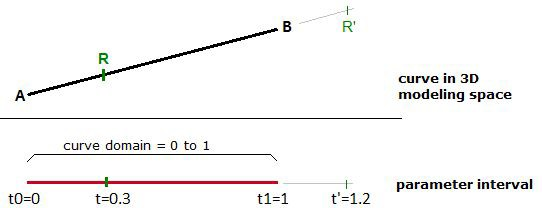 B
R'
R
A
curve in 3D
modeling space
curve domain = 0 to 1
parameter interval
t0=0
t=0.3
t1=1
t'=1.2